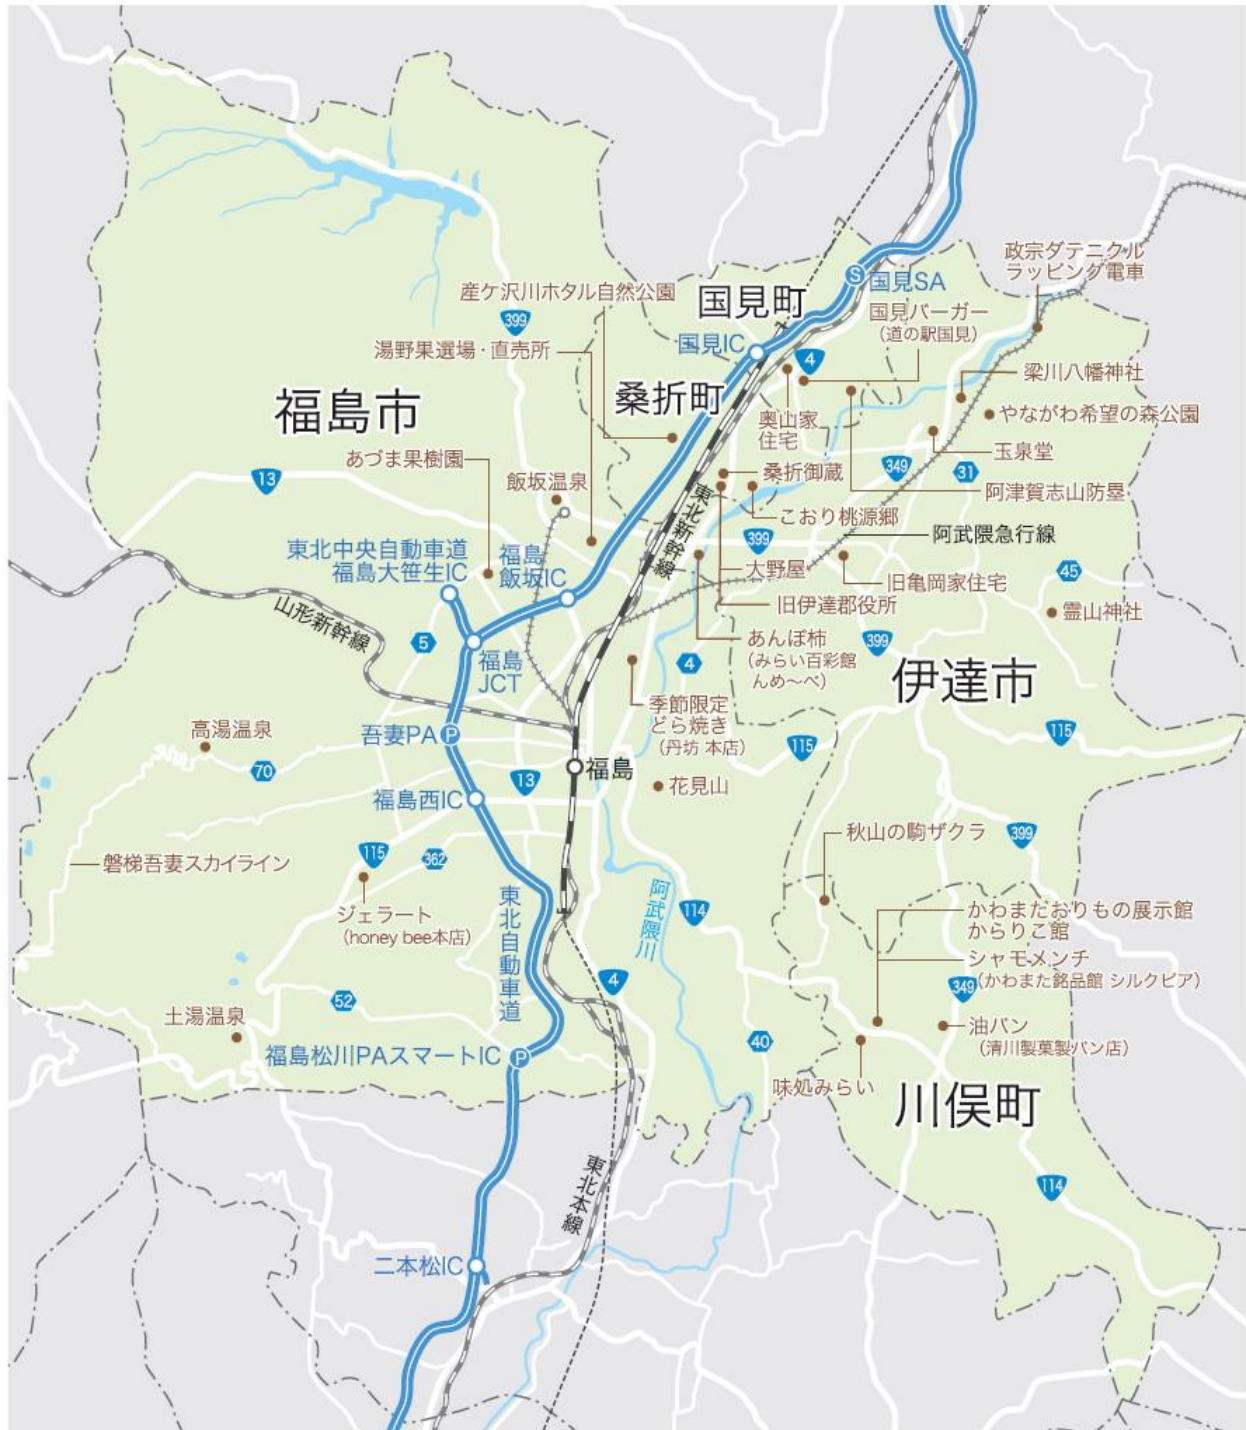 政宗ダテニクル
ラッピング電車
国見SA
産ケ沢川ホタル自然公園
国見町
399
国見バーガー
(道の駅国見)
湯野果選場・直売所
国見IC
4
梁川八幡神社
桑折町
福島市
奥山家
住宅
やながわ希望の森公園
玉泉堂
あづま果樹園
13
飯坂温泉
桑折御蔵
349
31
阿津賀志山防塁
東北新幹線
こおり桃源郷
399
阿武隈急行線
東北中央自動車道
福島大笹生IC
福島
飯坂IC
大野屋
旧亀岡家住宅
45
山形新幹線
旧伊達郡役所
霊山神社
5
福島
JCT
あんぽ柿
(みらい百彩館
んめ〜べ)
399
4
伊達市
季節限定
どら焼き
(丹坊 本店)
高湯温泉
吾妻PA
P
115
115
70
13
福島
花見山
福島西IC
秋山の駒ザクラ
399
磐梯吾妻スカイライン
115
362
ジェラート
(honey bee本店)
東北自動車道
阿武隈川
114
かわまたおりもの展示館
からりこ館
シャモメンチ
(かわまた銘品館 シルクピア)
4
349
52
土湯温泉
油パン
(清川製菓製パン店)
福島松川PAスマートIC
P
40
味処みらい
川俣町
東北本線
114
二本松IC
S